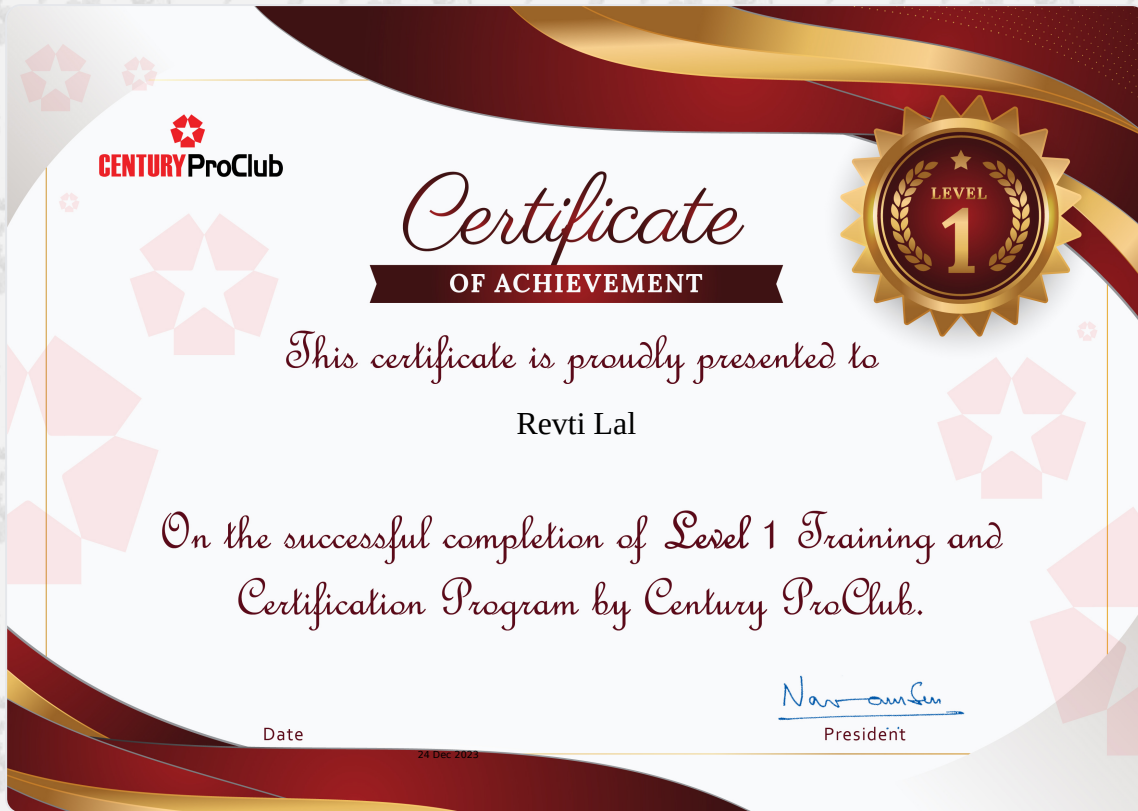 CENTURY ProClub
LEVEL
1
Certificate
OF ACHIEVEMENT
This certificate is proudly presented to
Revti Lal
On the successful completion of Level 1 Training and
Certification Program by Century ProClub.
Date
President
24 Dec 2023